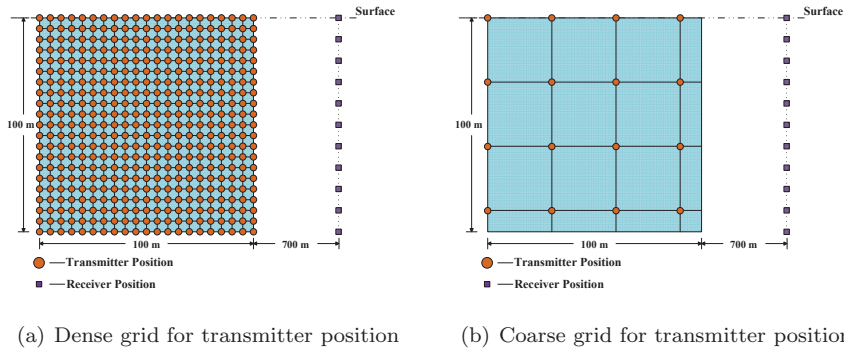 Surface
100 m
100 m
700 m
Transmitter Position
Receiver Position
(a) Dense grid for transmitter position
Surface
100 m
100 m
700 m
Transmitter Position
Receiver Position
(b) Coarse grid for transmitter position